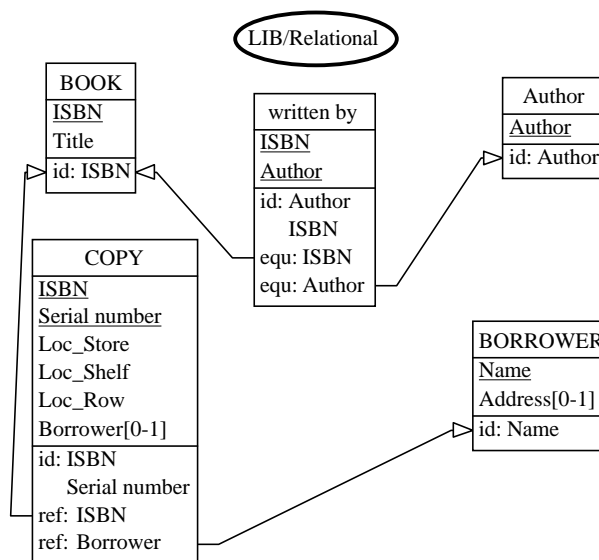 LIB/Relational
BOOK
ISBN
Title
id: ISBN
written by
ISBN
Author
id: Author
ISBN
equ: ISBN
equ: Author
Author
Author
id: Author
COPY
ISBN
Serial number
Loc_Store
Loc_Shelf
Loc_Row
Borrower[0-1]
id: ISBN
Serial number
ref: ISBN
ref: Borrower
BORROWER
Name
Address[0-1]
id: Name